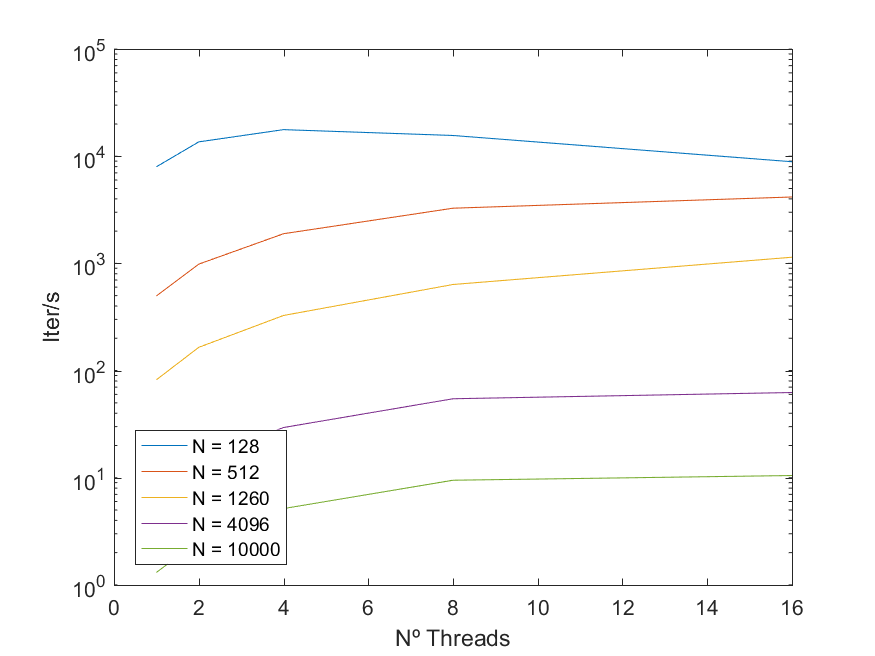 10^5
10^4
10^3
10^2
10^1
10^0
Iter/s
N = 128
N = 512
N = 1260
N = 4096
N = 10000
0 2 4 6 8 10 12 14 16
Nº Threads